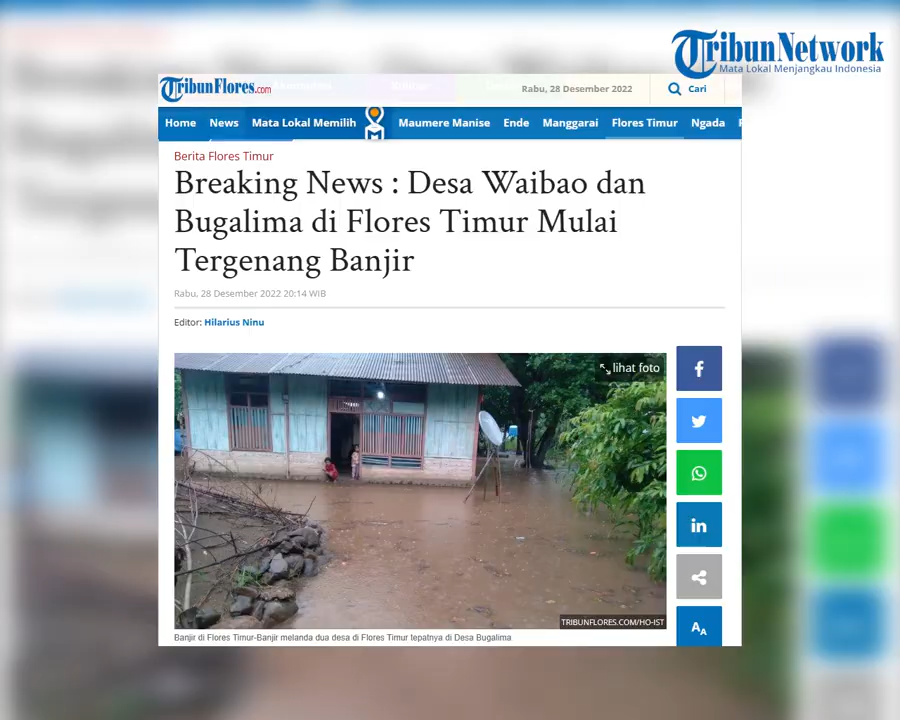 TribunNetwork
Mata Lokal Menjangkau Indonesia
TribunFlores.com
Rabu, 28 Desember 2022
Cari
Home News Mata Lokal Memilih Maumere Manise Ende Manggarai Flores Timur Ngada
Berita Flores Timur
Breaking News : Desa Waibao dan
Bugalima di Flores Timur Mulai
Tergenang Banjir
Rabu, 28 Desember 2022 20:14 WIB
Editor: Hilarius Ninu
lihat foto
TRIBUNFLORES.COM/HO-IST
Banjir di Flores Timur-Banjir melanda dua desa di Flores Timur tepatnya di Desa Bugalima
AA